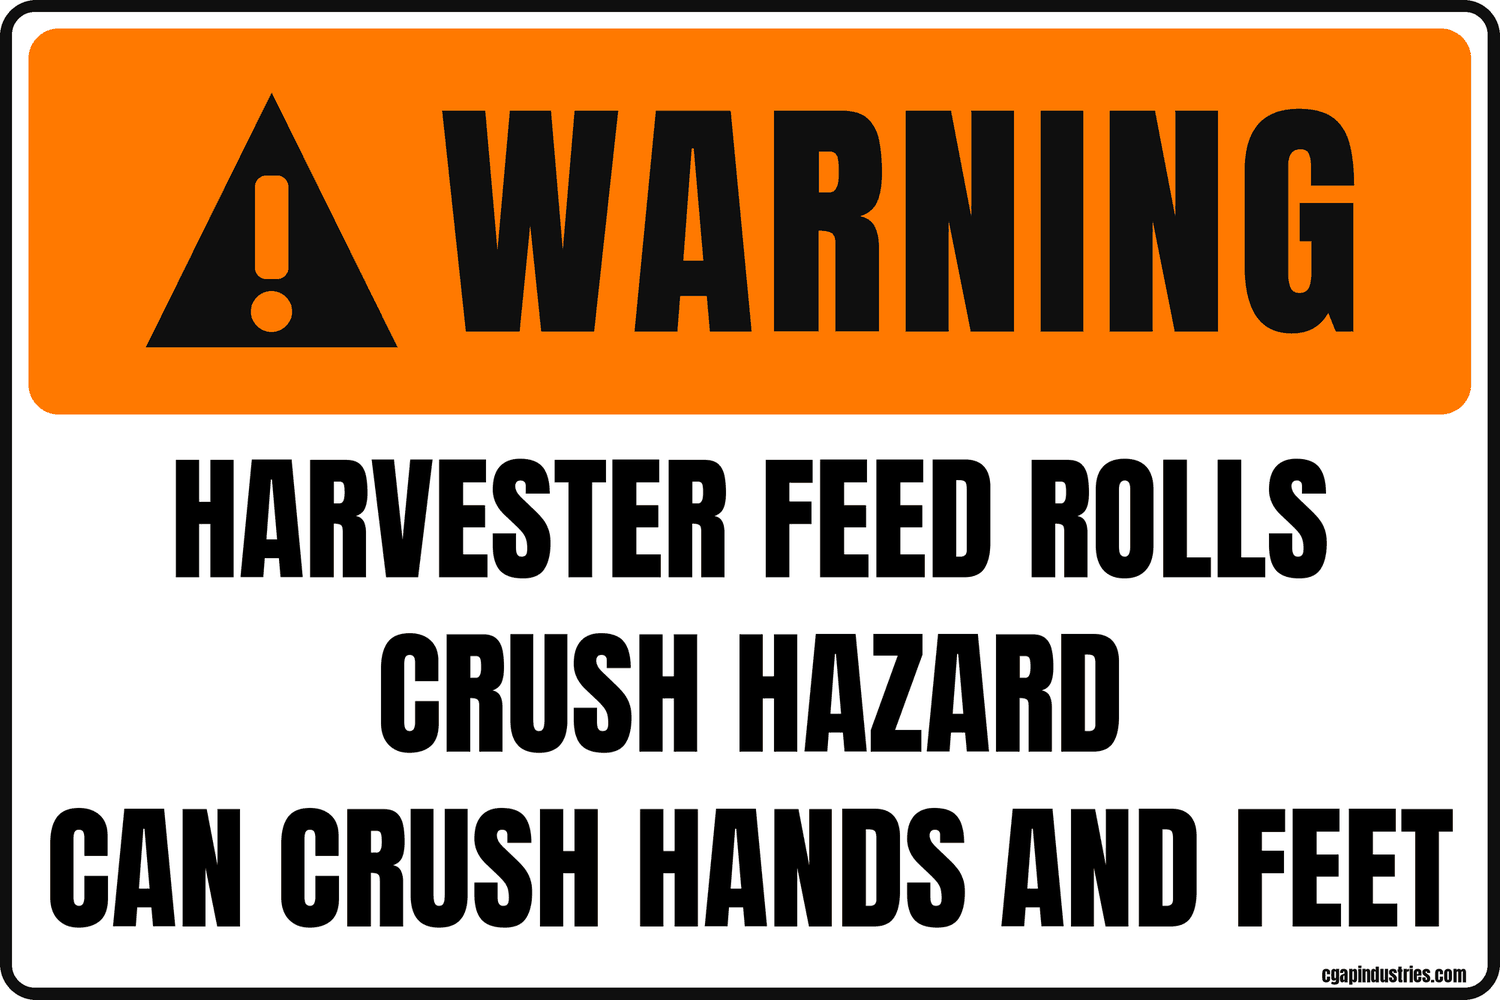 WARNING
HARVESTER FEED ROLLS
CRUSH HAZARD
CAN CRUSH HANDS AND FEET
cgapindustries.com